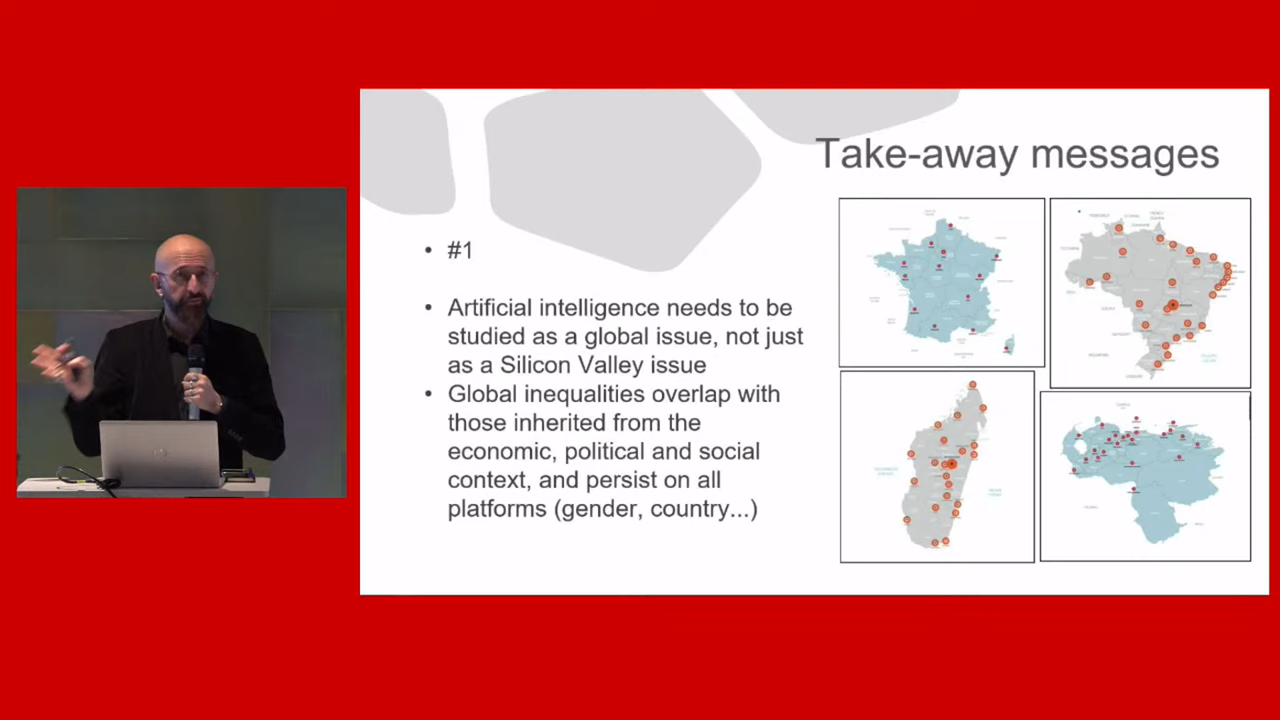 Take-away messages
• #1
• Artificial intelligence needs to be
studied as a global issue, not just
as a Silicon Valley issue
• Global inequalities overlap with
those inherited from the
economic, political and social
context, and persist on all
platforms (gender, country...)